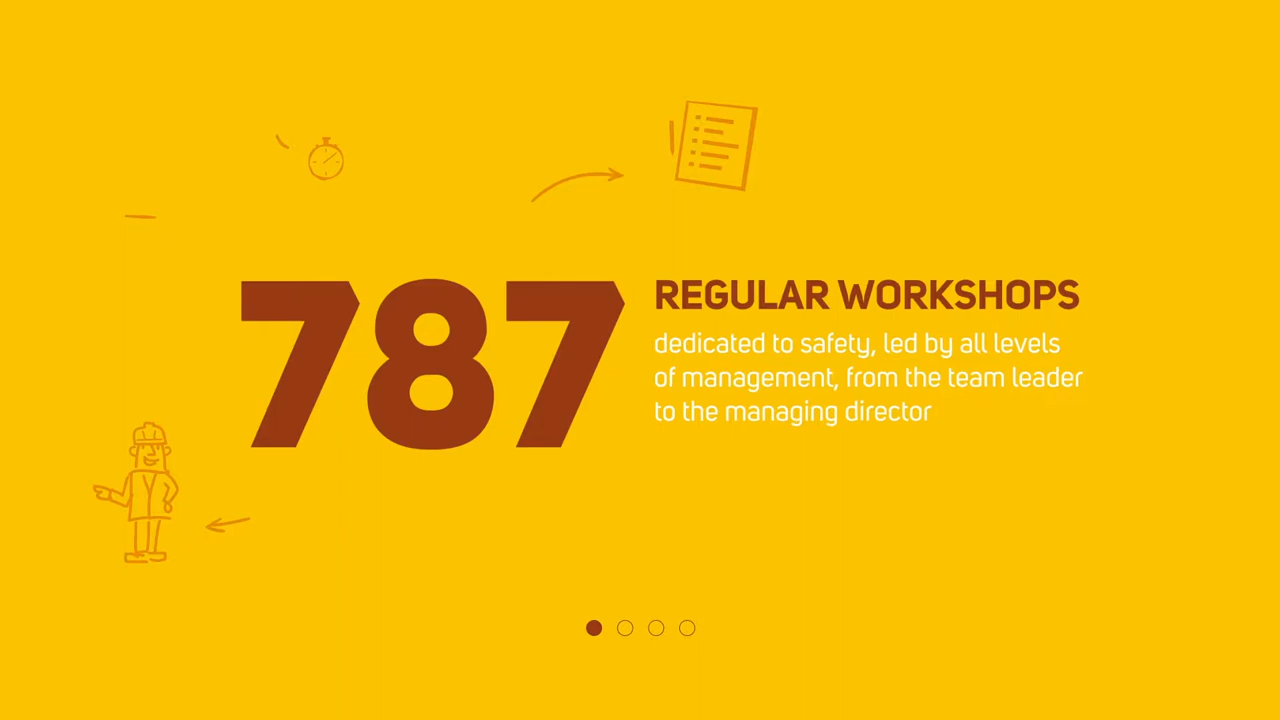 787
REGULAR WORKSHOPS
dedicated to safety, led by all levels
of management, from the team leader
to the managing director